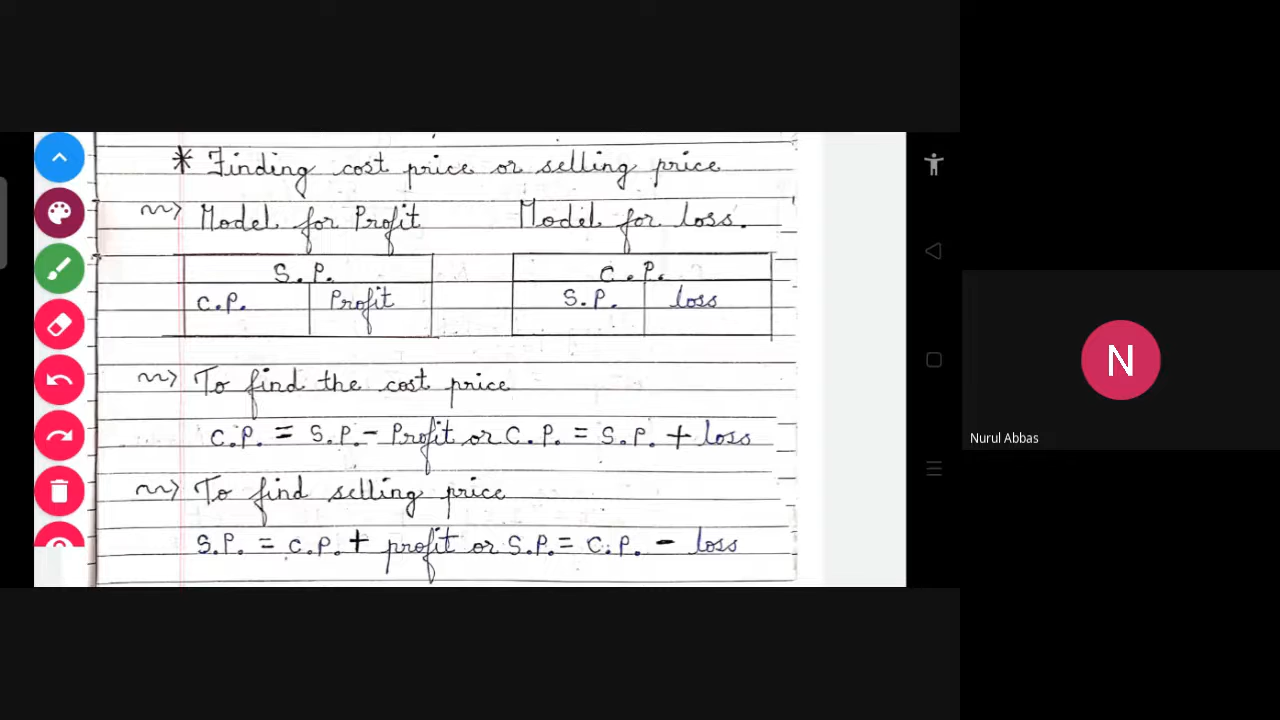 * Finding cost price or selling price
Model for Profit Model for loss.
S.P. C.P.
C.P. Profit S.P. loss
To find the cost price
C.P. = S.P. - Profit or C.P. = S.P. + loss
To find selling price
S.P. = C.P. + profit or S.P. = C.P. - loss
N
Nurul Abbas